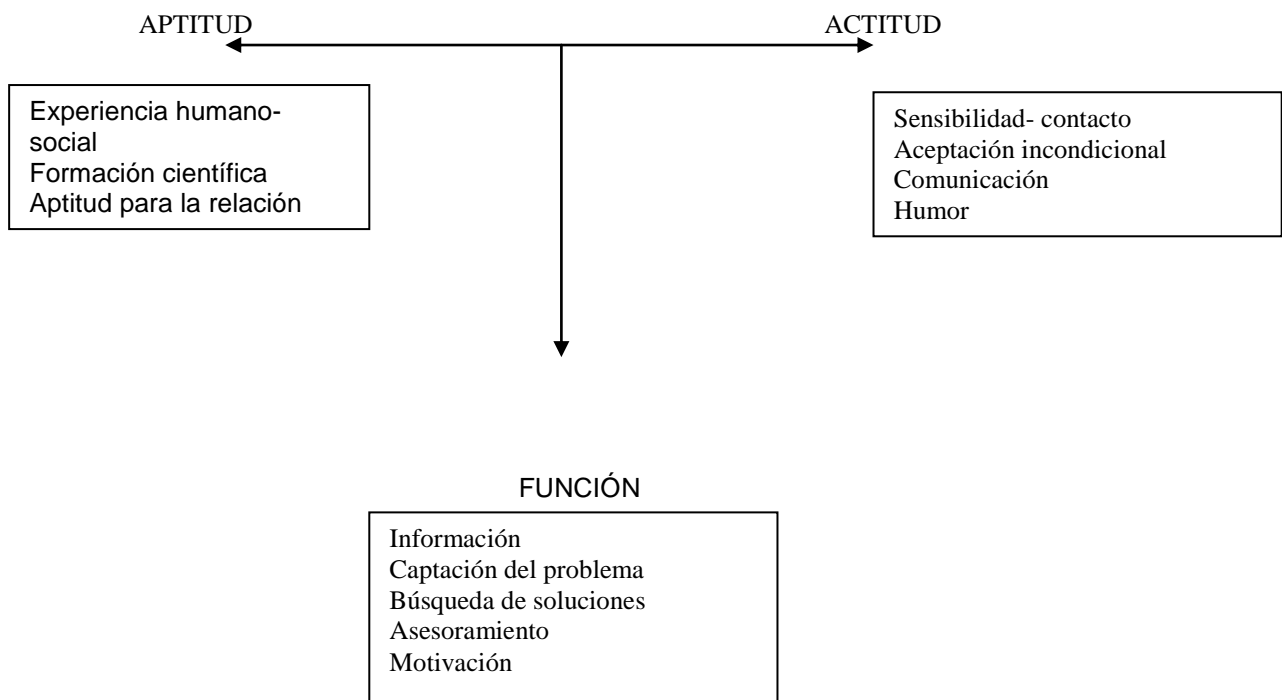 APTITUD
ACTITUD
Experiencia humano-
social
Formación científica
Aptitud para la relación
Sensibilidad- contacto
Aceptación incondicional
Comunicación
Humor
FUNCIÓN
Información
Captación del problema
Búsqueda de soluciones
Asesoramiento
Motivación